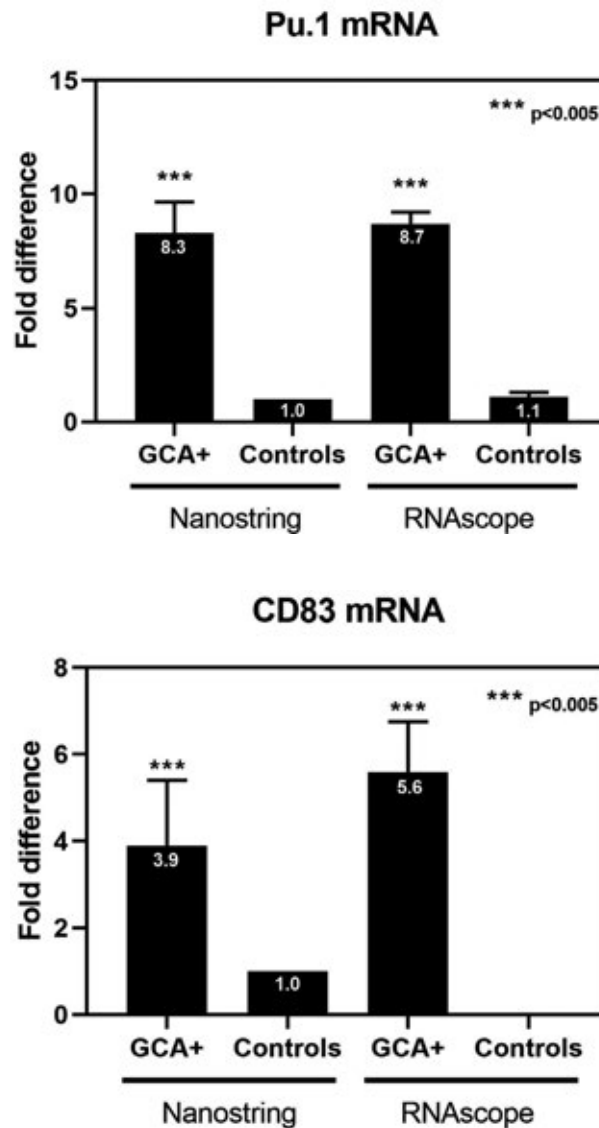 Pu.1 mRNA
15
*** p<0.005
*** ***
10
8.3 8.7
Fold difference
5
1.0 1.1
0
GCA+ Controls GCA+ Controls
Nanostring RNAscope
CD83 mRNA
8
*** p<0.005
***
6
***
5.6
Fold difference
4
3.9
2
1.0
0
GCA+ Controls GCA+ Controls
Nanostring RNAscope